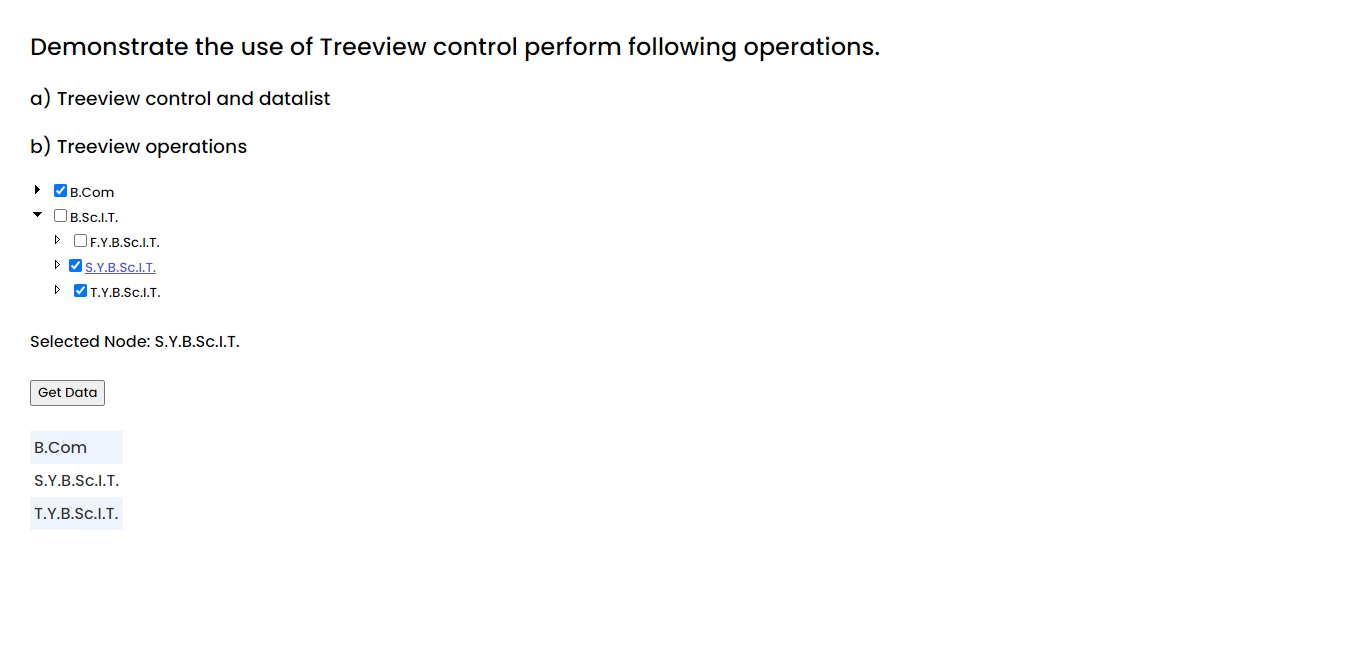 Demonstrate the use of Treeview control perform following operations.
a) Treeview control and datalist
b) Treeview operations
B.Com
B.Sc.I.T.
F.Y.B.Sc.I.T.
S.Y.B.Sc.I.T.
T.Y.B.Sc.I.T.
Selected Node: S.Y.B.Sc.I.T.
Get Data
B.Com
S.Y.B.Sc.I.T.
T.Y.B.Sc.I.T.